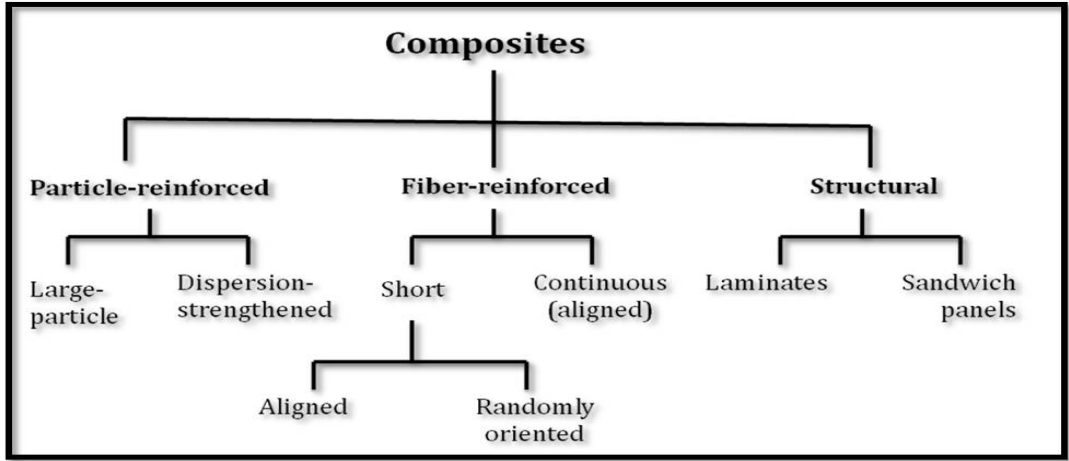 Composites
Particle-reinforced
Fiber-reinforced
Structural
Large-
particle
Dispersion-
strengthened
Short
Continuous
(aligned)
Laminates
Sandwich
panels
Aligned
Randomly
oriented